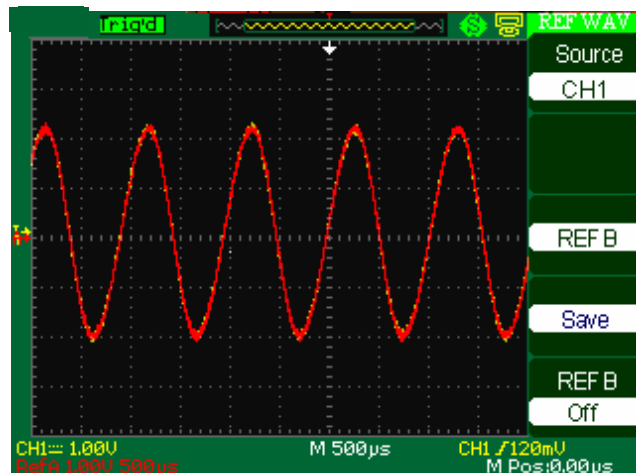 Trig'd
REF WAV
Source
CH1
REF B
Save
REF B
Off
CH1 1.00V
M 500µs
CH1 /120mV
RefA 1.00V 500µs
M Pos:0.00µs